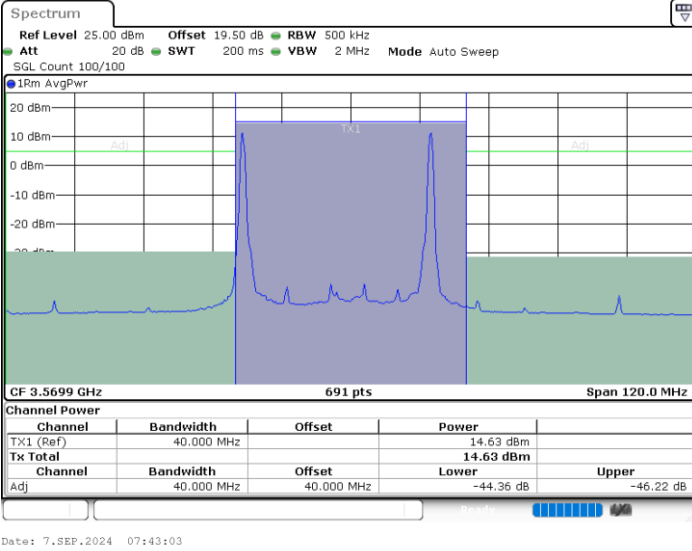 Spectrum
Ref Level 25.00 dBm Offset 19.50 dB RBW 500 kHz
Att 20 dB SWT 200 ms VBW 2 MHz Mode Auto Sweep
SGL Count 100/100
1Rm AvgPwr
20 dBm
TX1
10 dBm
Adj Adj
0 dBm
-10 dBm
-20 dBm
CF 3.5699 GHz 691 pts Span 120.0 MHz
Channel Power
Channel Bandwidth Offset Power
TX1 (Ref) 40.000 MHz 14.63 dBm
Tx Total 14.63 dBm
Channel Bandwidth Offset Lower Upper
Adj 40.000 MHz 40.000 MHz -44.36 dB -46.22 dB
Ready
Date: 7.SEP.2024 07:43:03